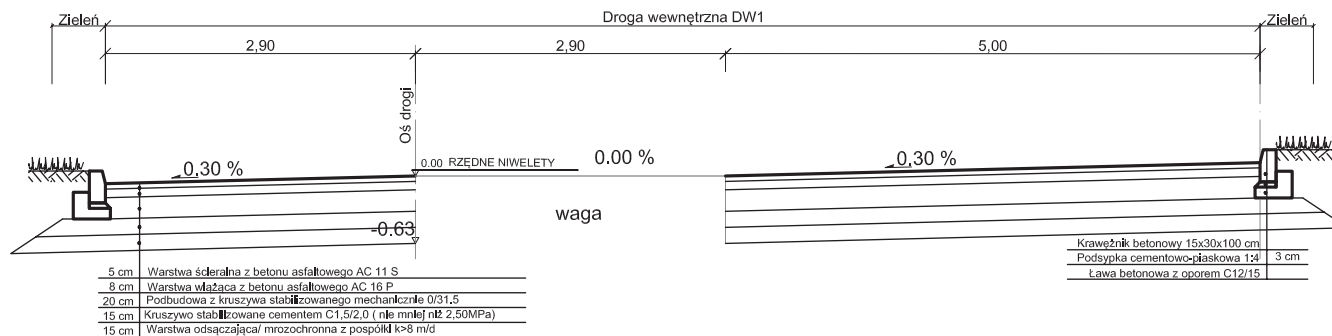 Zieleń
Droga wewnętrzna DW1
Zieleń
2,90
2,90
5,00
Oś drogi
0,30 %
0.00 RZĘDNE NIWELETY
0.00 %
0,30 %
waga
-0.63
5 cm Warstwa ścieralna z betonu asfaltowego AC 11 S
8 cm Warstwa wiążąca z betonu asfaltowego AC 16 P
20 cm Podbudowa z kruszywa stabilizowanego mechanicznie 0/31.5
15 cm Kruszywo stabilizowane cementem C1,5/2,0 ( nie mniej niż 2,50MPa)
15 cm Warstwa odsączająca/ mrozochronna z pospółki k>8 m/d
Krawężnik betonowy 15x30x100 cm
Podsypka cementowo-piaskowa 1:4 3 cm
Ława betonowa z oporem C12/15